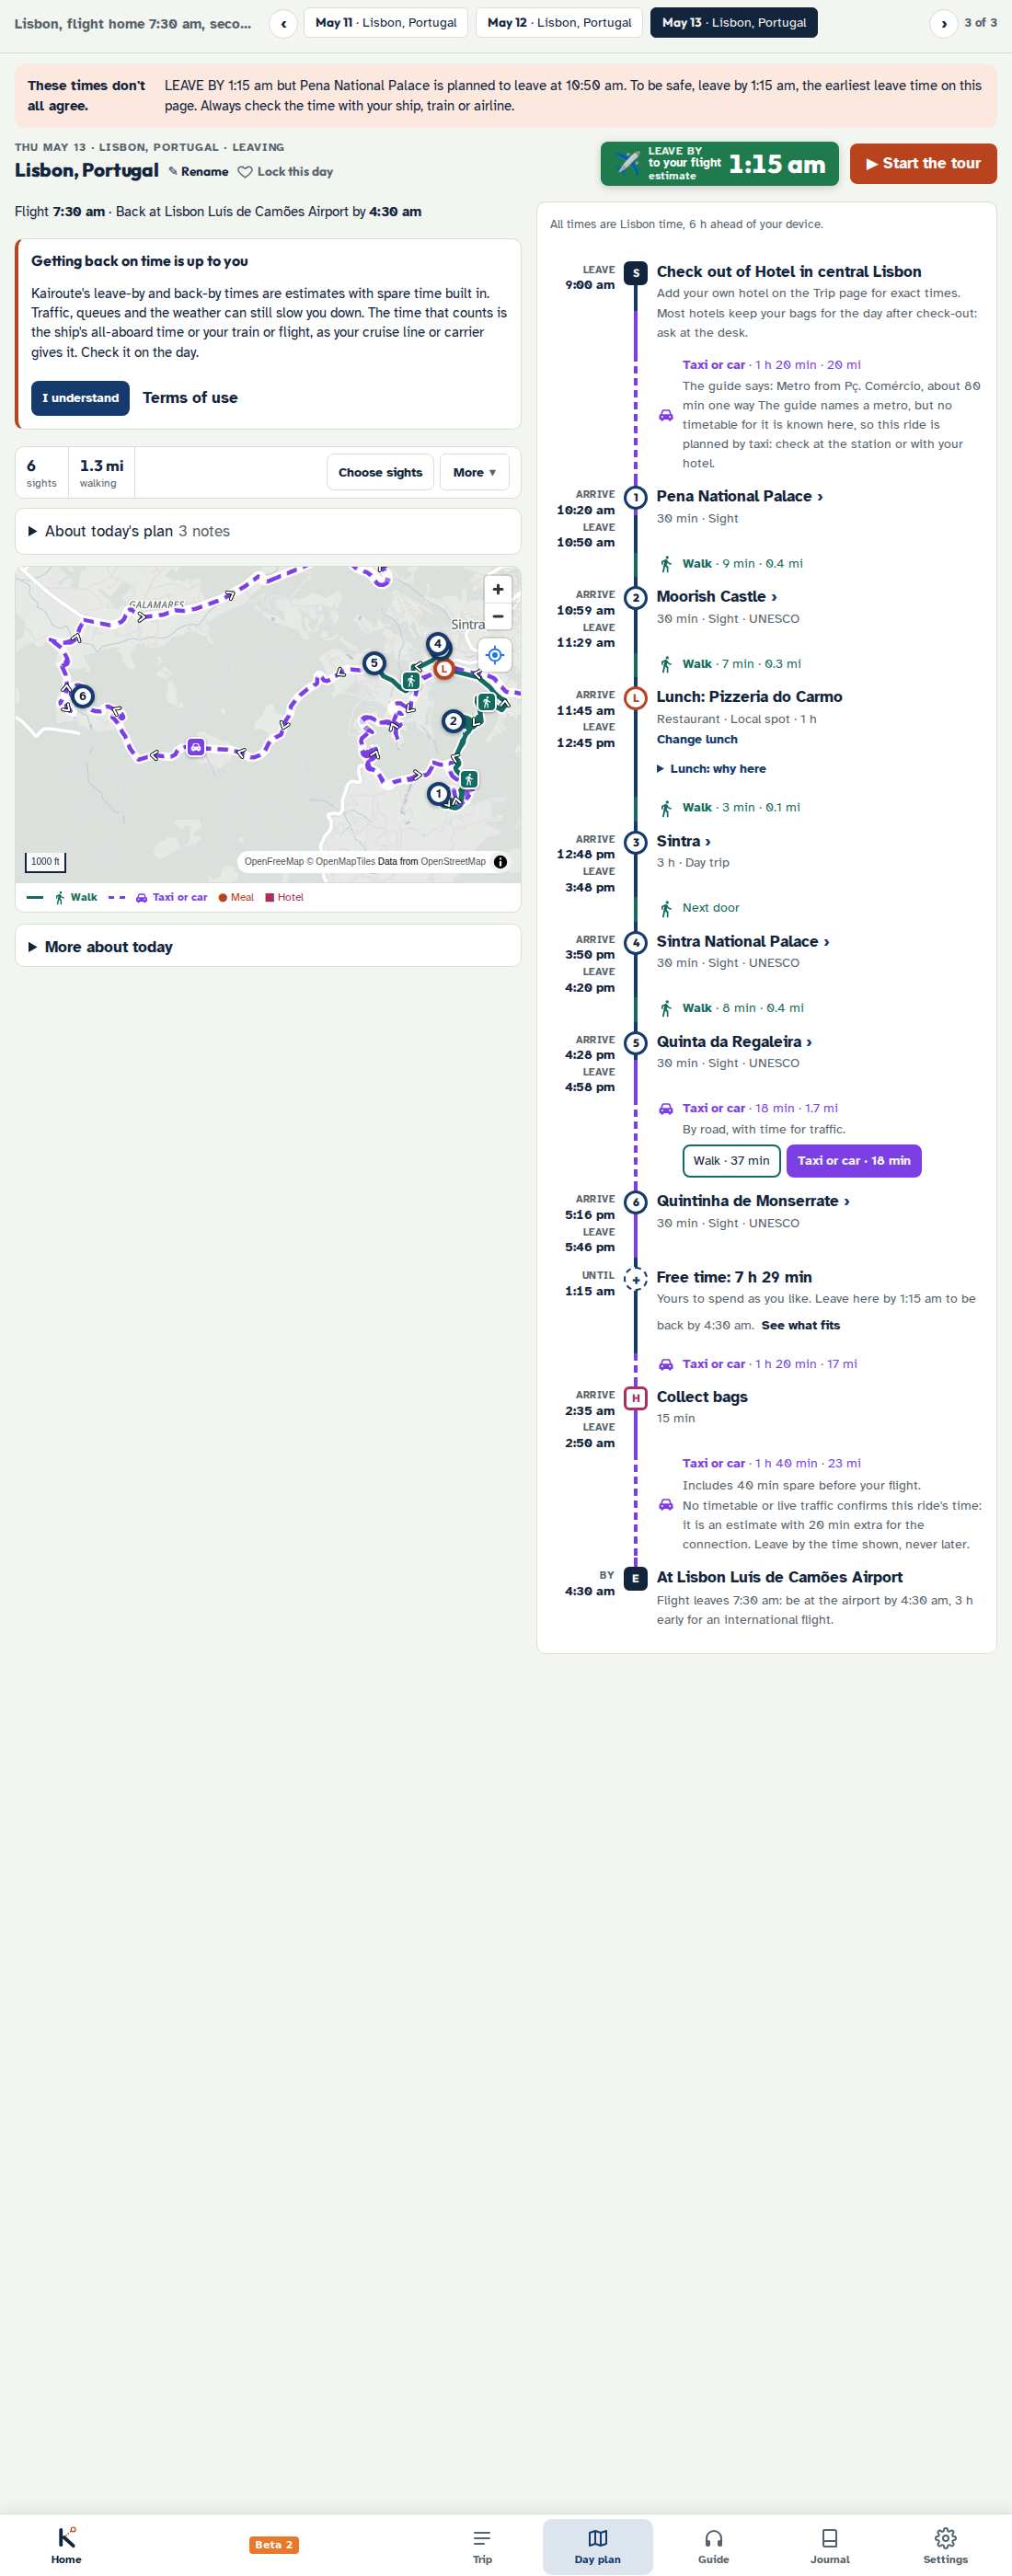 Lisbon, flight home 7:30 am, seco...
‹
May 11 · Lisbon, Portugal
May 12 · Lisbon, Portugal
May 13 · Lisbon, Portugal
›
3 of 3
These times don't all agree.
LEAVE BY 1:15 am but Pena National Palace is planned to leave at 10:50 am. To be safe, leave by 1:15 am, the earliest leave time on this
page. Always check the time with your ship, train or airline.
THU MAY 13 · LISBON, PORTUGAL · LEAVING
Lisbon, Portugal
✎ Rename
Lock this day
LEAVE BY
to your flight
estimate
1:15 am
▶ Start the tour
Flight 7:30 am · Back at Lisbon Luís de Camões Airport by 4:30 am
Getting back on time is up to you
Kairoute's leave-by and back-by times are estimates with spare time built in.
Traffic, queues and the weather can still slow you down. The time that counts is
the ship's all-aboard time or your train or flight, as your cruise line or carrier
gives it. Check it on the day.
I understand
Terms of use
6
sights
1.3 mi
walking
Choose sights
More ▾
▶ About today's plan 3 notes
GALAMARES
Sintra
+
−
4
5
L
6
2
1
1000 ft
OpenFreeMap © OpenMapTiles Data from OpenStreetMap
Walk
Taxi or car
Meal
Hotel
▶ More about today
All times are Lisbon time, 6 h ahead of your device.
LEAVE
9:00 am
S
Check out of Hotel in central Lisbon
Add your own hotel on the Trip page for exact times.
Most hotels keep your bags for the day after check-out:
ask at the desk.
Taxi or car · 1 h 20 min · 20 mi
The guide says: Metro from Pç. Comércio, about 80
min one way The guide names a metro, but no
timetable for it is known here, so this ride is
planned by taxi: check at the station or with your
hotel.
ARRIVE
10:20 am
LEAVE
10:50 am
1
Pena National Palace ›
30 min · Sight
Walk · 9 min · 0.4 mi
ARRIVE
10:59 am
LEAVE
11:29 am
2
Moorish Castle ›
30 min · Sight · UNESCO
Walk · 7 min · 0.3 mi
ARRIVE
11:45 am
LEAVE
12:45 pm
L
Lunch: Pizzeria do Carmo
Restaurant · Local spot · 1 h
Change lunch
▶ Lunch: why here
Walk · 3 min · 0.1 mi
ARRIVE
12:48 pm
LEAVE
3:48 pm
3
Sintra ›
3 h · Day trip
Next door
ARRIVE
3:50 pm
LEAVE
4:20 pm
4
Sintra National Palace ›
30 min · Sight · UNESCO
Walk · 8 min · 0.4 mi
ARRIVE
4:28 pm
LEAVE
4:58 pm
5
Quinta da Regaleira ›
30 min · Sight · UNESCO
Taxi or car · 18 min · 1.7 mi
By road, with time for traffic.
Walk · 37 min
Taxi or car · 18 min
ARRIVE
5:16 pm
LEAVE
5:46 pm
6
Quintinha de Monserrate ›
30 min · Sight · UNESCO
UNTIL
1:15 am
+
Free time: 7 h 29 min
Yours to spend as you like. Leave here by 1:15 am to be
back by 4:30 am. See what fits
Taxi or car · 1 h 20 min · 17 mi
ARRIVE
2:35 am
LEAVE
2:50 am
H
Collect bags
15 min
Taxi or car · 1 h 40 min · 23 mi
Includes 40 min spare before your flight.
No timetable or live traffic confirms this ride's time:
it is an estimate with 20 min extra for the
connection. Leave by the time shown, never later.
BY
4:30 am
E
At Lisbon Luís de Camões Airport
Flight leaves 7:30 am: be at the airport by 4:30 am, 3 h
early for an international flight.
Home
Beta 2
Trip
Day plan
Guide
Journal
Settings